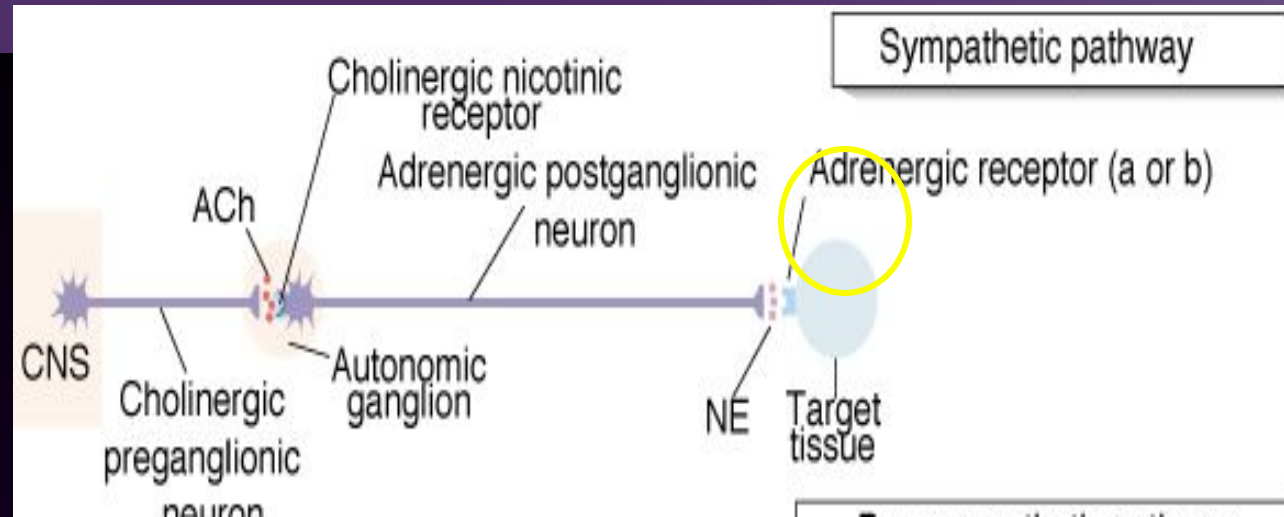 Sympathetic pathway
Cholinergic nicotinic
receptor
Adrenergic postganglionic
neuron
Adrenergic receptor (a or b)
ACh
CNS
Autonomic
ganglion
Cholinergic
preganglionic
neuron
NE
Target
tissue